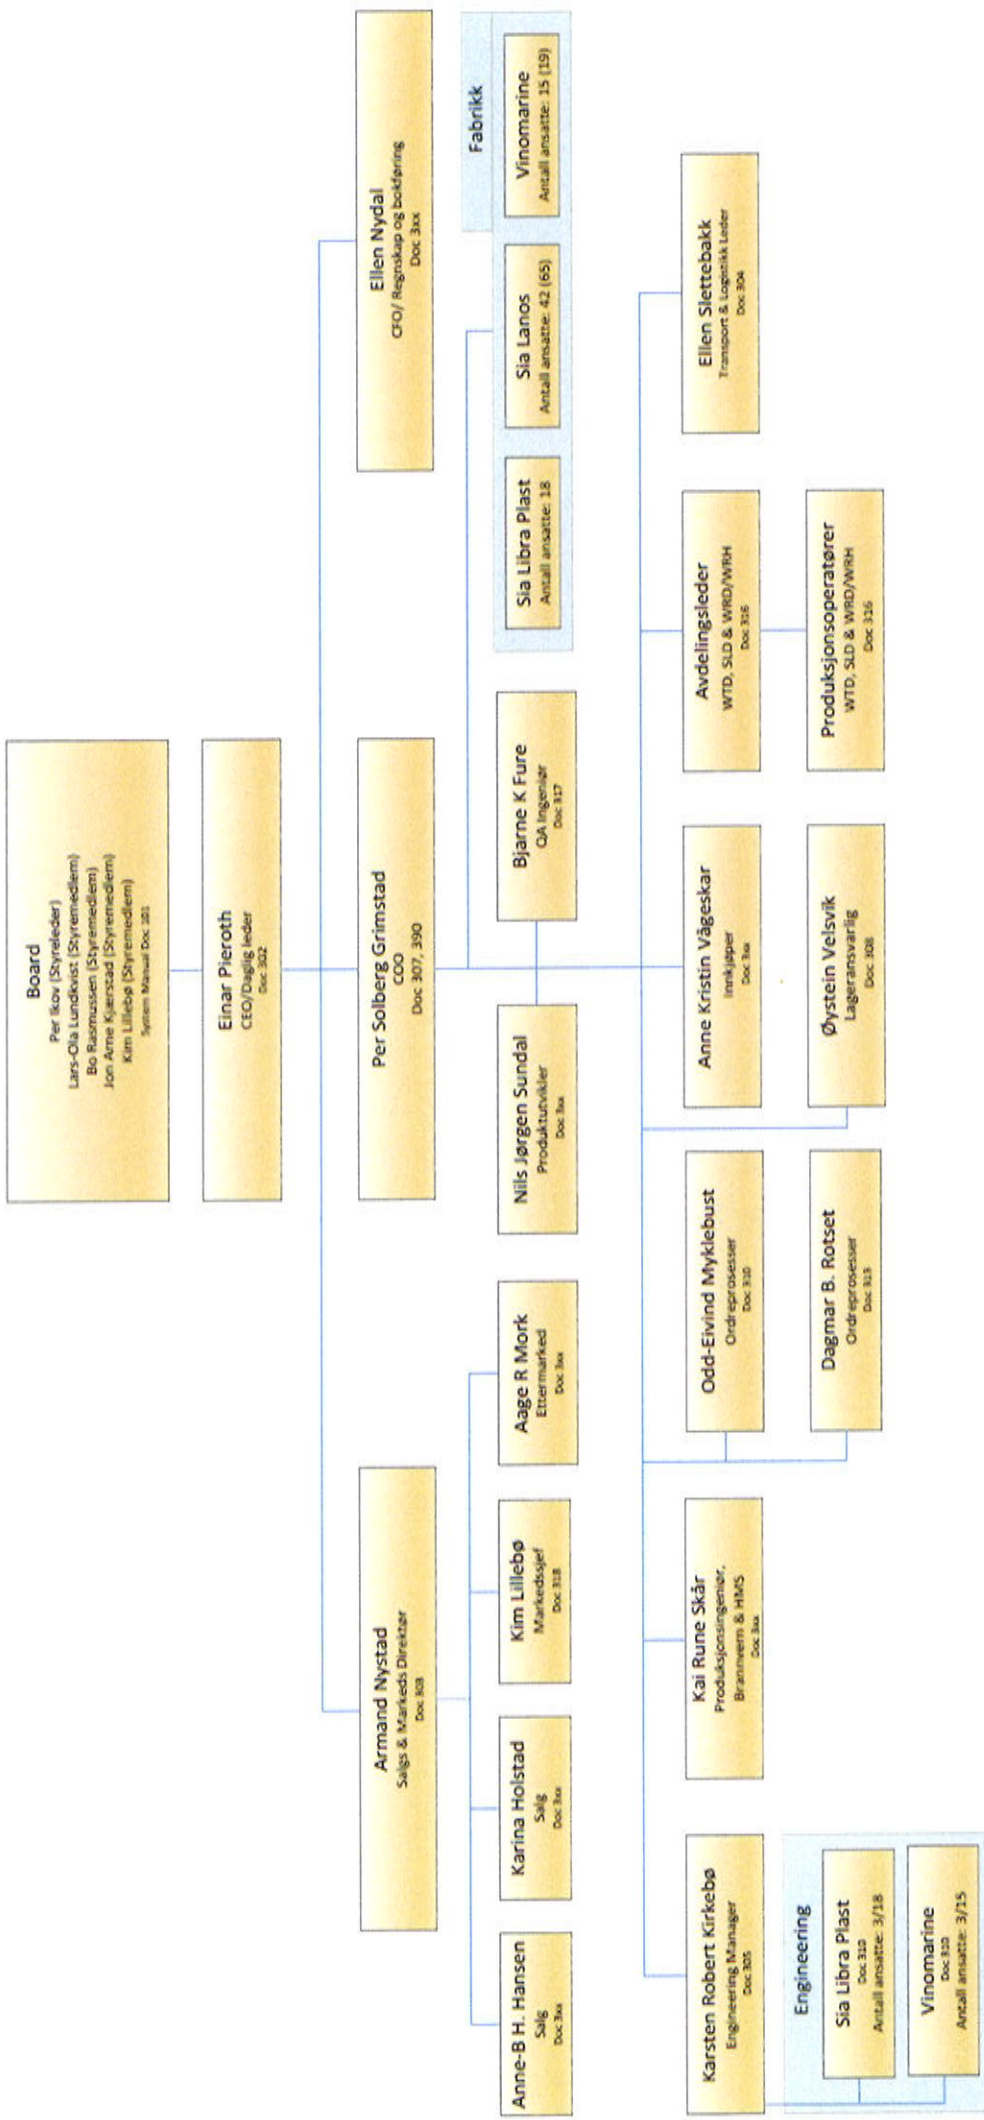 Board
Per Ikov (Styreleder)
Lars-Ola Lundkvist (Styremedlem)
Bo Rasmussen (Styremedlem)
Jon Arne Kjærstad (Styremedlem)
Kim Lillebø (Styremedlem)
System Manual Doc 101
Einar Pieroth
CEO/Daglig leder
Doc 302
Armand Nystad
Salgs & Markeds Direktør
Doc 303
Per Solberg Grimstad
COO
Doc 307, 390
Ellen Nydal
CFO/ Regnskap og bokføring
Doc 3xx
Anne-B H. Hansen
Salg
Doc 3xx
Karina Holstad
Salg
Doc 3xx
Kim Lillebø
Markedssjef
Doc 318
Aage R Mork
Ettermarked
Doc 3xx
Nils Jørgen Sundal
Produktutvikler
Doc 3xx
Bjarne K Fure
QA Ingeniør
Doc 317
Fabrikk
Sia Libra Plast
Antall ansatte: 18
Sia Lanos
Antall ansatte: 42 (65)
Vinomarine
Antall ansatte: 15 (19)
Karsten Robert Kirkebø
Engineering Manager
Doc 305
Kai Rune Skår
Produksjonsingeniør,
Brannvern & HMS
Doc 3xx
Odd-Eivind Myklebust
Ordreprosesser
Doc 310
Anne Kristin Vågeskar
Innkjøper
Doc 3xx
Avdelingsleder
WTD, SLD & WRD/WRH
Doc 316
Ellen Slettebakk
Transport & Logistikk Leder
Doc 304
Engineering
Sia Libra Plast
Doc 310
Antall ansatte: 3/18
Vinomarine
Doc 310
Antall ansatte: 3/15
Dagmar B. Rotset
Ordreprosesser
Doc 313
Øystein Velsvik
Lageransvarlig
Doc 308
Produksjonsoperatører
WTD, SLD & WRD/WRH
Doc 316